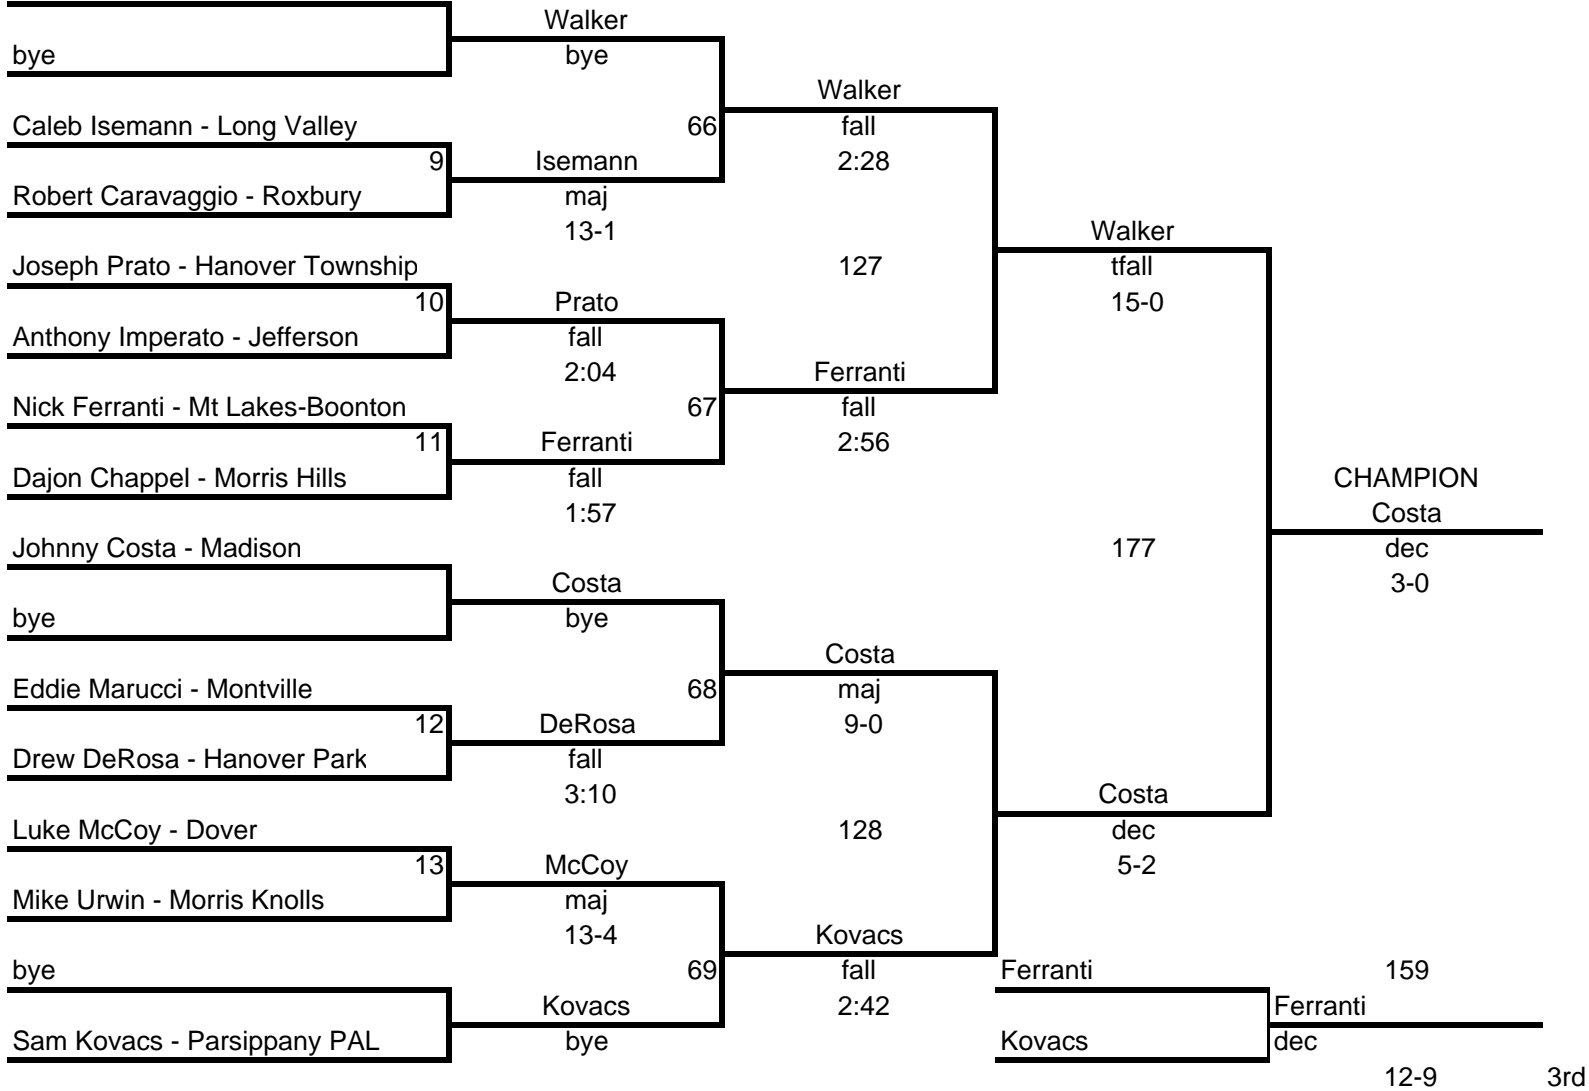 Walker
bye
bye
Walker
Caleb Isemann - Long Valley
66
fall
9
Isemann
2:28
Robert Caravaggio - Roxbury
maj
13-1
Walker
Joseph Prato - Hanover Township
127
tfall
10
Prato
15-0
Anthony Imperato - Jefferson
fall
2:04
Ferranti
Nick Ferranti - Mt Lakes-Boonton
67
fall
11
Ferranti
2:56
Dajon Chappel - Morris Hills
fall
CHAMPION
1:57
Costa
Johnny Costa - Madison
177
dec
Costa
3-0
bye
bye
Costa
Eddie Marucci - Montville
68
maj
12
DeRosa
9-0
Drew DeRosa - Hanover Park
fall
3:10
Costa
Luke McCoy - Dover
128
dec
13
McCoy
5-2
Mike Urwin - Morris Knolls
maj
13-4
Kovacs
bye
69
fall
Ferranti
159
Kovacs
2:42
Ferranti
Sam Kovacs - Parsippany PAL
bye
Kovacs
dec
12-9
3rd